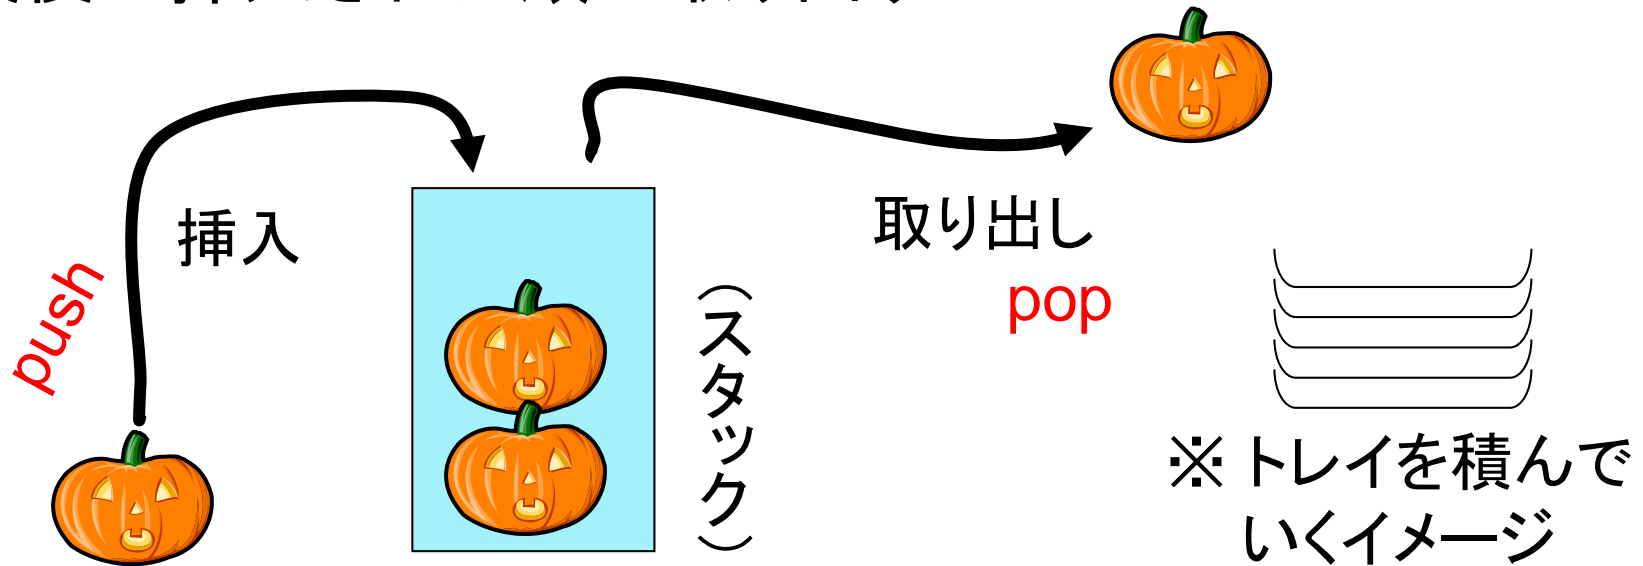 挿入
push
取り出し
pop
（スタック）
※ トレイを積んで
いくイメージ